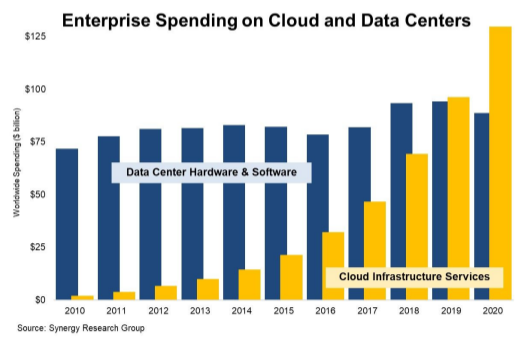 Enterprise Spending on Cloud and Data Centers
$125
$100
$75
$50
$25
$0
Worldwide Spending ($ billion)
Data Center Hardware & Software
Cloud Infrastructure Services
2010 2011 2012 2013 2014 2015 2016 2017 2018 2019 2020
Source: Synergy Research Group